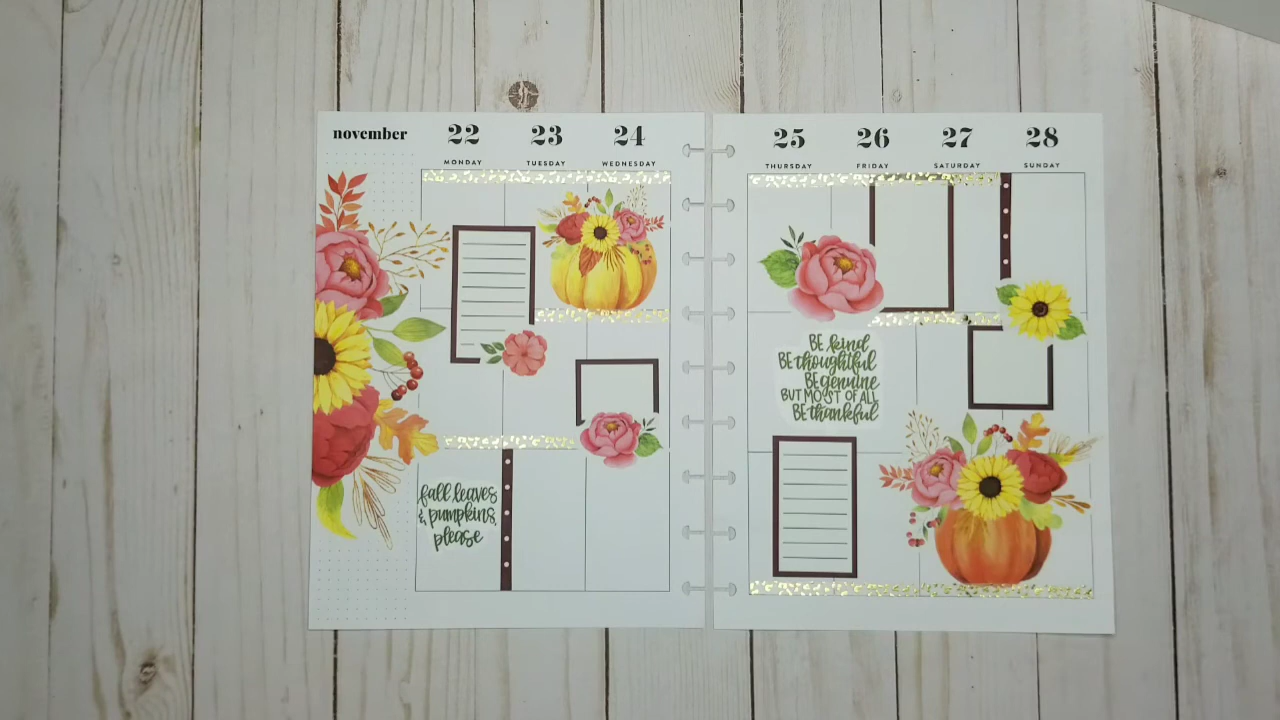 november
22 23 24
MONDAY TUESDAY WEDNESDAY
25 26 27 28
THURSDAY FRIDAY SATURDAY SUNDAY
fall leaves
& pumpkins,
please
BE kind
BE thoughtful
BE genuine
BUT MOST OF ALL
BE thankful